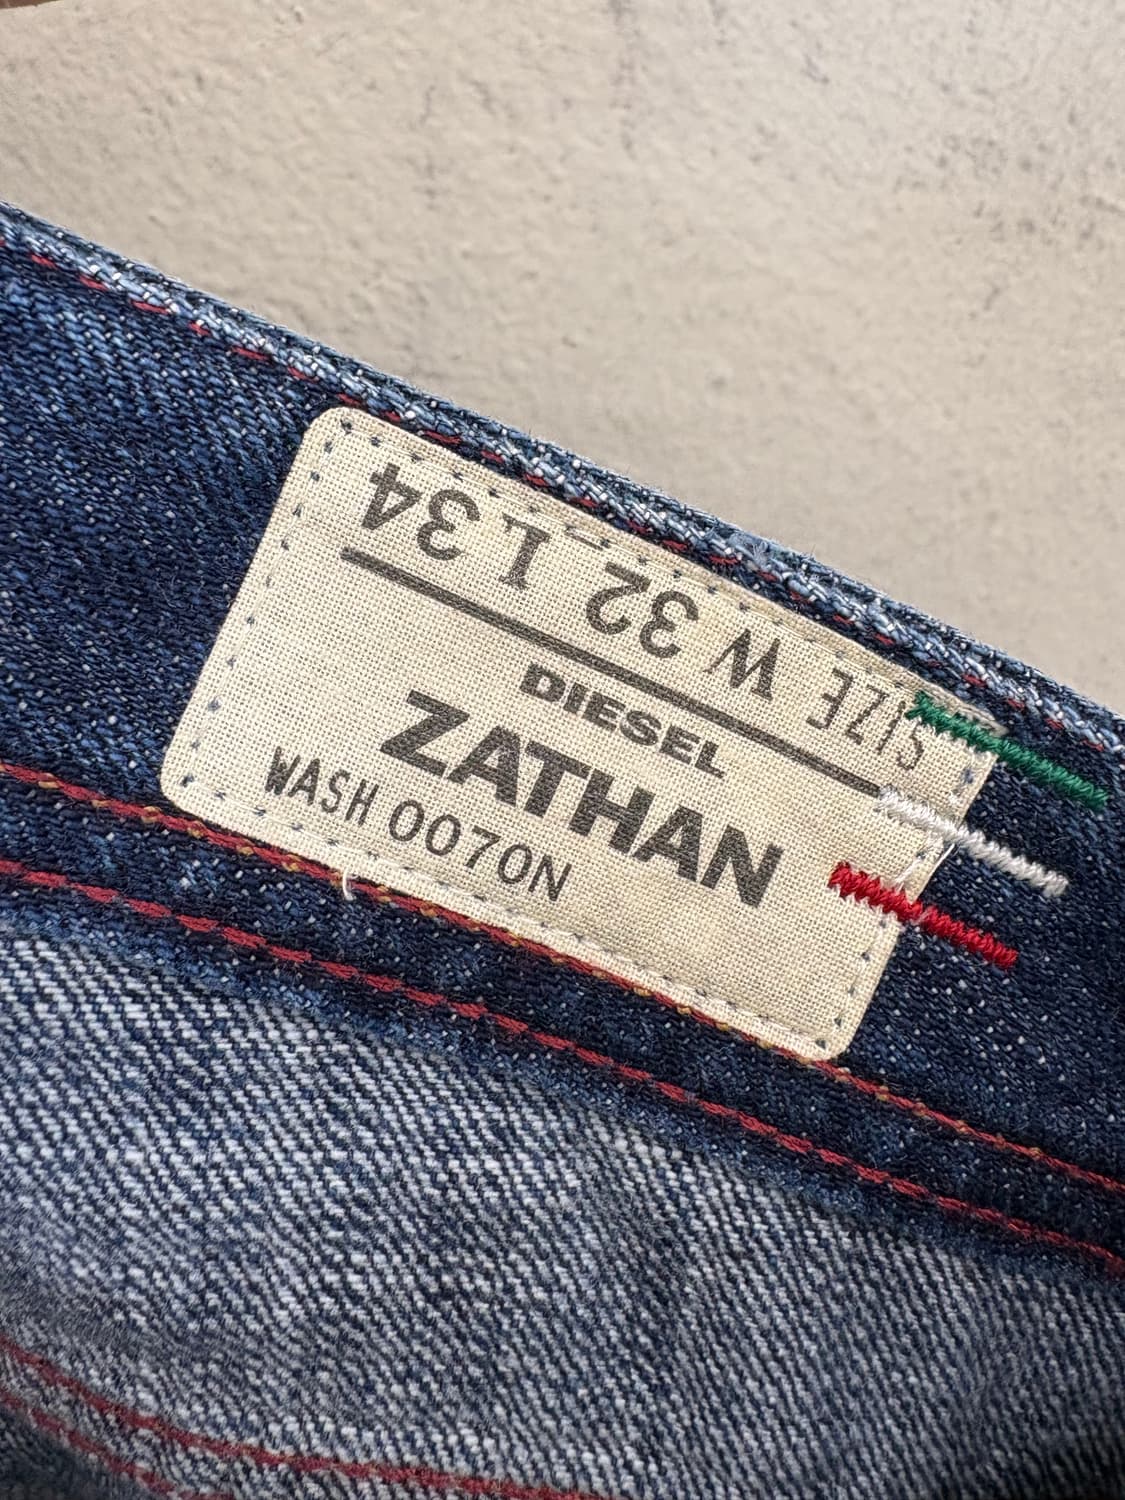 SIZE W 32 L 34
DIESEL
ZATHAN
WASH 0070N